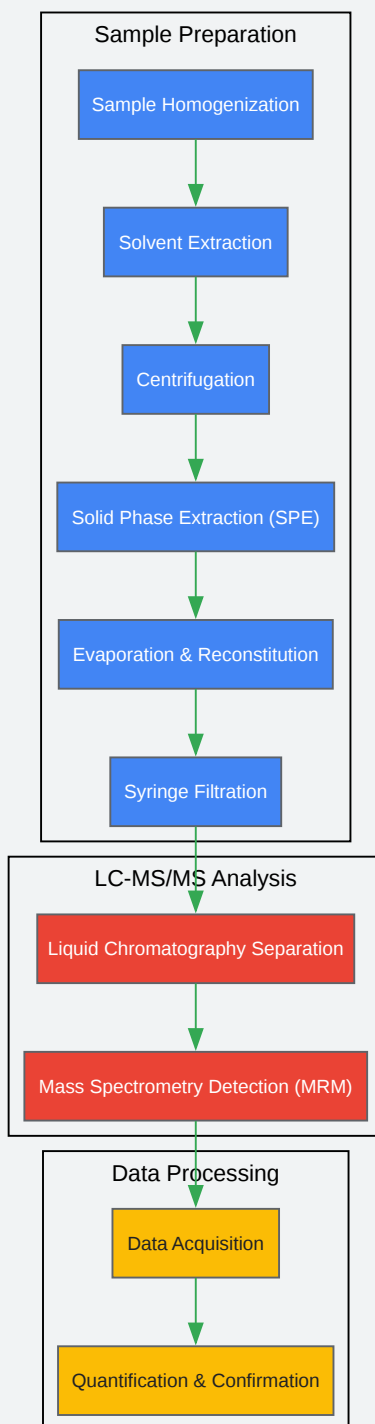 Sample Preparation
Sample Homogenization
Solvent Extraction
Centrifugation
Solid Phase Extraction (SPE)
Evaporation & Reconstitution
Syringe Filtration
LC-MS/MS Analysis
Liquid Chromatography Separation
Mass Spectrometry Detection (MRM)
Data Processing
Data Acquisition
Quantification & Confirmation